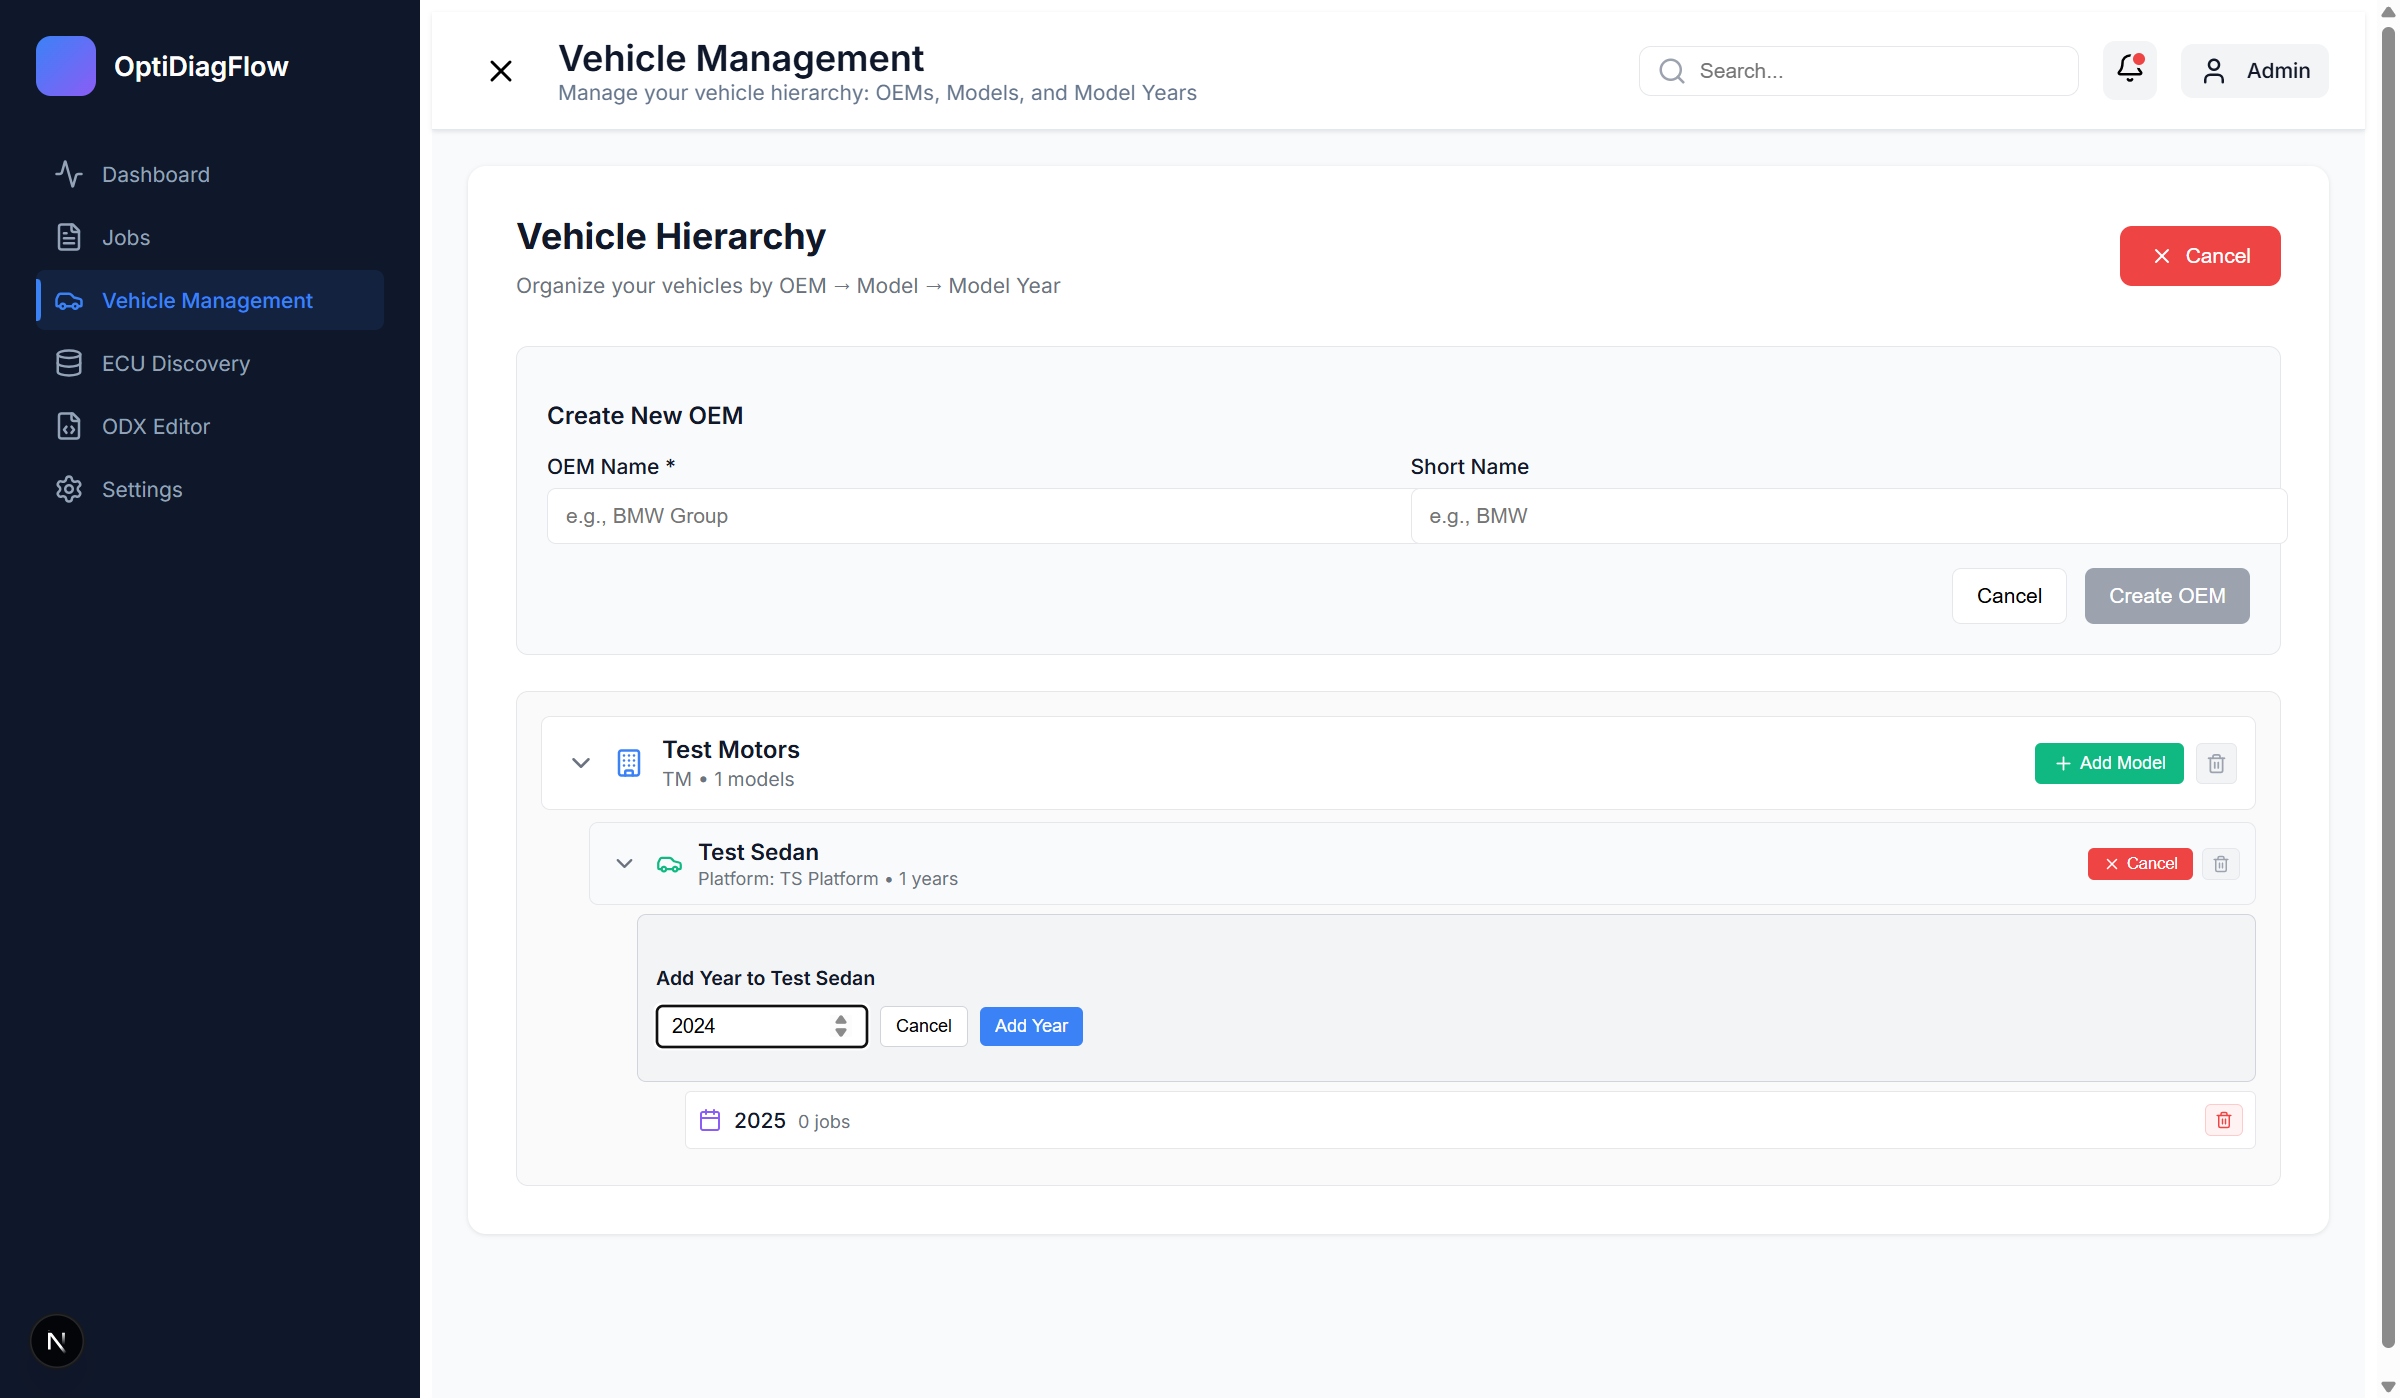 OptiDiagFlow
Dashboard
Jobs
Vehicle Management
ECU Discovery
ODX Editor
Settings
N
Vehicle Management
Manage your vehicle hierarchy: OEMs, Models, and Model Years
Search...
Admin
Vehicle Hierarchy
Organize your vehicles by OEM → Model → Model Year
Cancel
Create New OEM
OEM Name *
Short Name
e.g., BMW Group
e.g., BMW
Cancel
Create OEM
Test Motors
TM • 1 models
Add Model
Test Sedan
Platform: TS Platform • 1 years
Cancel
Add Year to Test Sedan
2024
Cancel
Add Year
2025 0 jobs